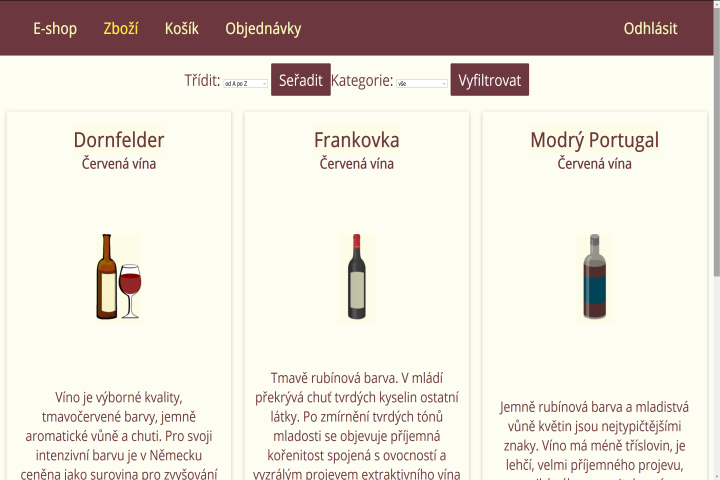 E-shop Zboží Košík Objednávky Odhlásit
Třídit: od A po Z Seřadit Kategorie: vše Vyfiltrovat
Dornfelder
Červená vína
Víno je výborné kvality,
tmavočervené barvy, jemně
aromatické vůně a chuti. Pro svoji
intenzivní barvu je v Německu
ceněna jako surovina pro zvyšování
Frankovka
Červená vína
Tmavě rubínová barva. V mládí
překrývá chuť tvrdých kyselin ostatní
látky. Po zmírnění tvrdých tónů
mladosti se objevuje příjemná
kořenitost spojená s ovocností a
vyzrálým projevem extraktivního vína
Modrý Portugal
Červená vína
Jemně rubínová barva a mladistvá
vůně květin jsou nejtypičtějšími
znaky. Víno má méně tříslovin, je
lehčí, velmi příjemného projevu,